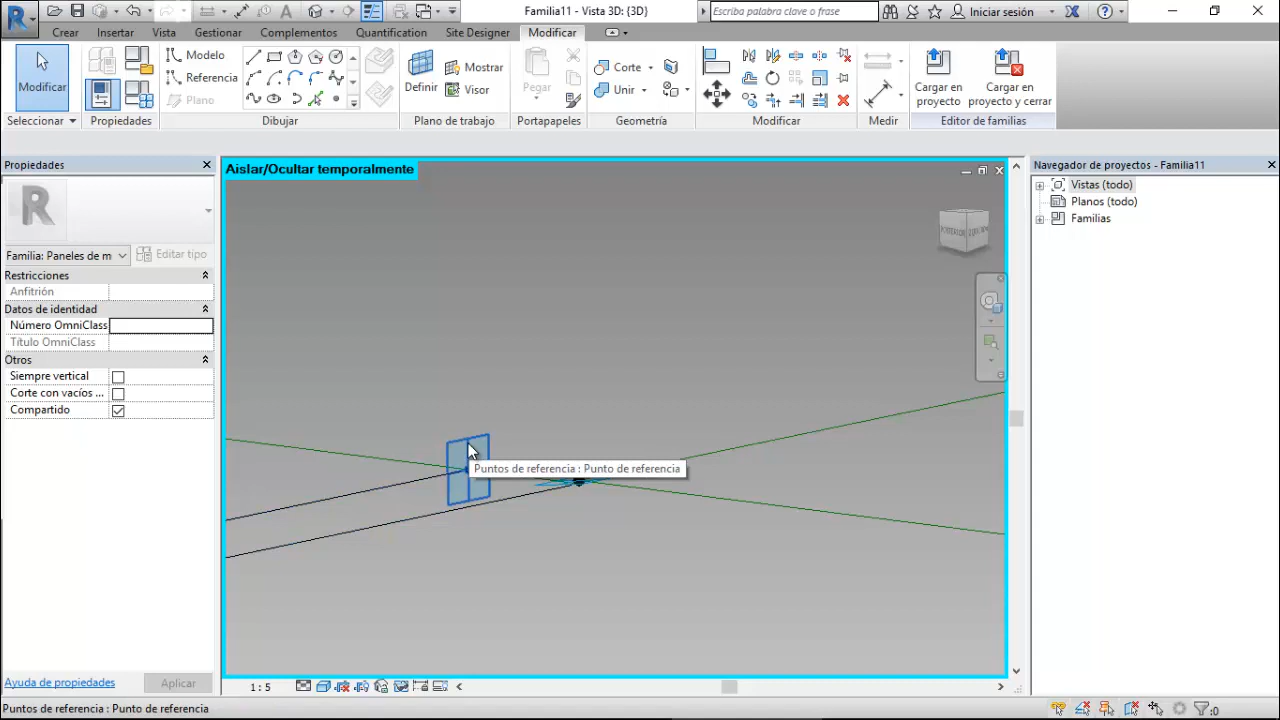 Familia11 - Vista 3D: {3D}
Escriba palabra clave o frase
Iniciar sesión
Crear
Insertar
Vista
Gestionar
Complementos
Quantification
Site Designer
Modificar
Modificar
Modelo
Referencia
Plano
Definir
Mostrar
Visor
Pegar
Corte
Unir
Cargar en proyecto
Cargar en proyecto y cerrar
Seleccionar
Propiedades
Dibujar
Plano de trabajo
Portapapeles
Geometría
Modificar
Medir
Editor de familias
Propiedades
Familia: Paneles de m
Editar tipo
Restricciones
Anfitrión
Datos de identidad
Número OmniClass
Título OmniClass
Otros
Siempre vertical
Corte con vacíos ...
Compartido
Ayuda de propiedades
Aplicar
Aislar/Ocultar temporalmente
Puntos de referencia : Punto de referencia
1 : 5
Navegador de proyectos - Familia11
Vistas (todo)
Planos (todo)
Familias
Puntos de referencia : Punto de referencia
:0